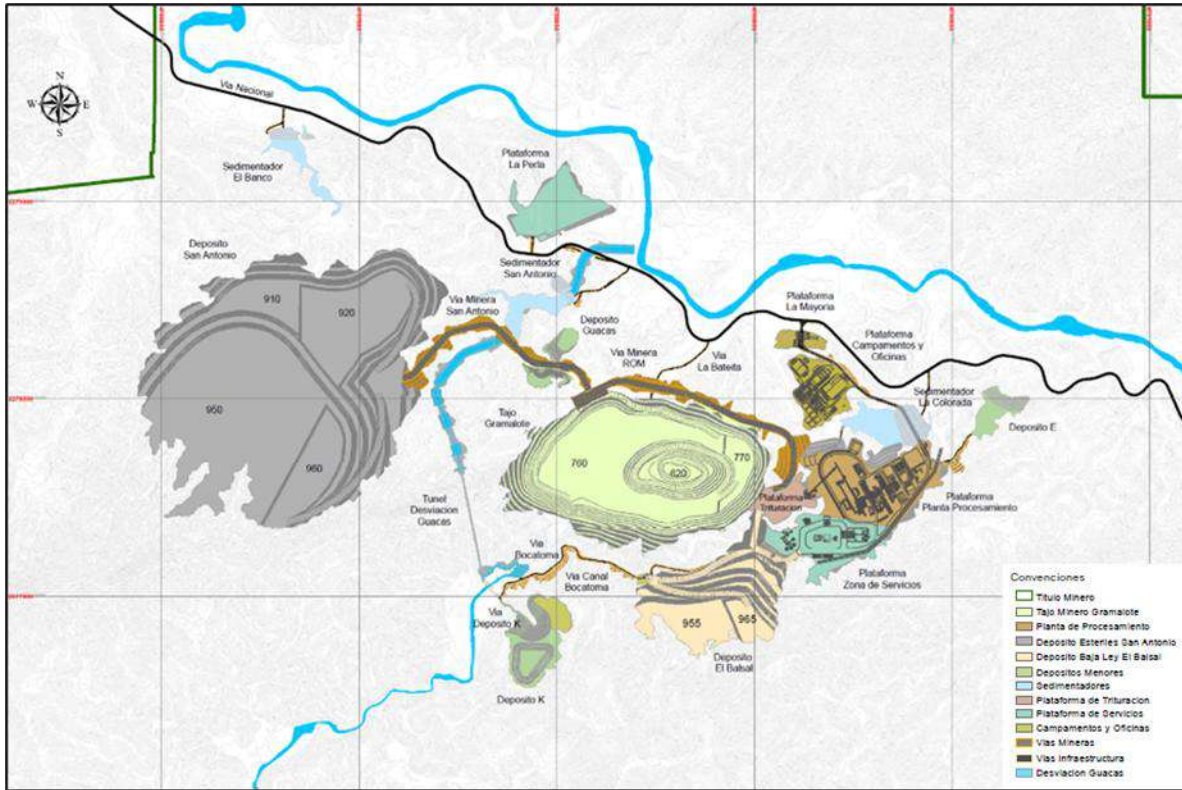 N
W E
S
Via Nacional
Sedimentador
El Banco
Plataforma
La Perla
Deposito
San Antonio
910
920
950
960
Sedimentador
San Antonio
Via Minera
San Antonio
Deposito
Guacas
Via Minera
ROM
Via
La Bateita
Plataforma
La Mayoria
Plataforma
Campamentos y
Oficinas
Sedimentador
La Colorada
Deposito E
Tajo
Gramalote
760
620
770
Plataforma
Trituracion
Plataforma
Planta Procesamiento
Tunel
Desviacion
Guacas
Via
Bocatoma
Via Canal
Bocatoma
Plataforma
Zona de Servicios
Via
Deposito K
955
965
Deposito
El Balsal
Deposito K
Convenciones
Titulo Minero
Tajo Minero Gramalote
Planta de Procesamiento
Deposito Esteriles San Antonio
Deposito Baja Ley El Balsal
Depositos Menores
Sedimentadores
Plataforma de Trituracion
Plataforma de Servicios
Campamentos y Oficinas
Vias Mineras
Vias Infraestructura
Desviacion Guacas